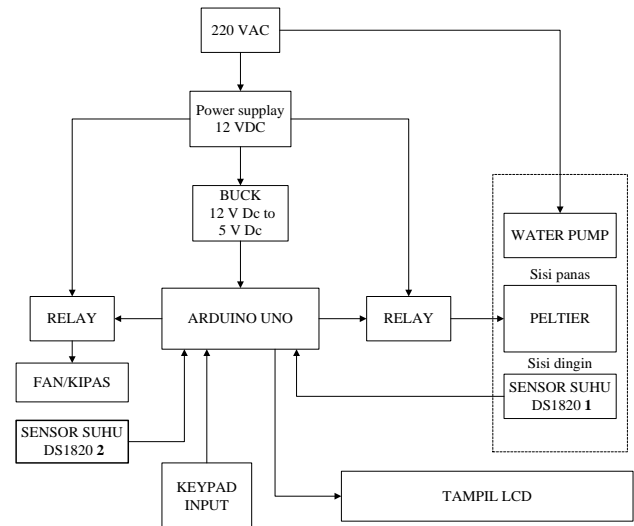 220 VAC
Power supplay
12 VDC
BUCK
12 V Dc to
5 V Dc
WATER PUMP
Sisi panas
RELAY
ARDUINO UNO
RELAY
PELTIER
Sisi dingin
FAN/KIPAS
SENSOR SUHU
DS1820 1
SENSOR SUHU
DS1820 2
KEYPAD
INPUT
TAMPIL LCD